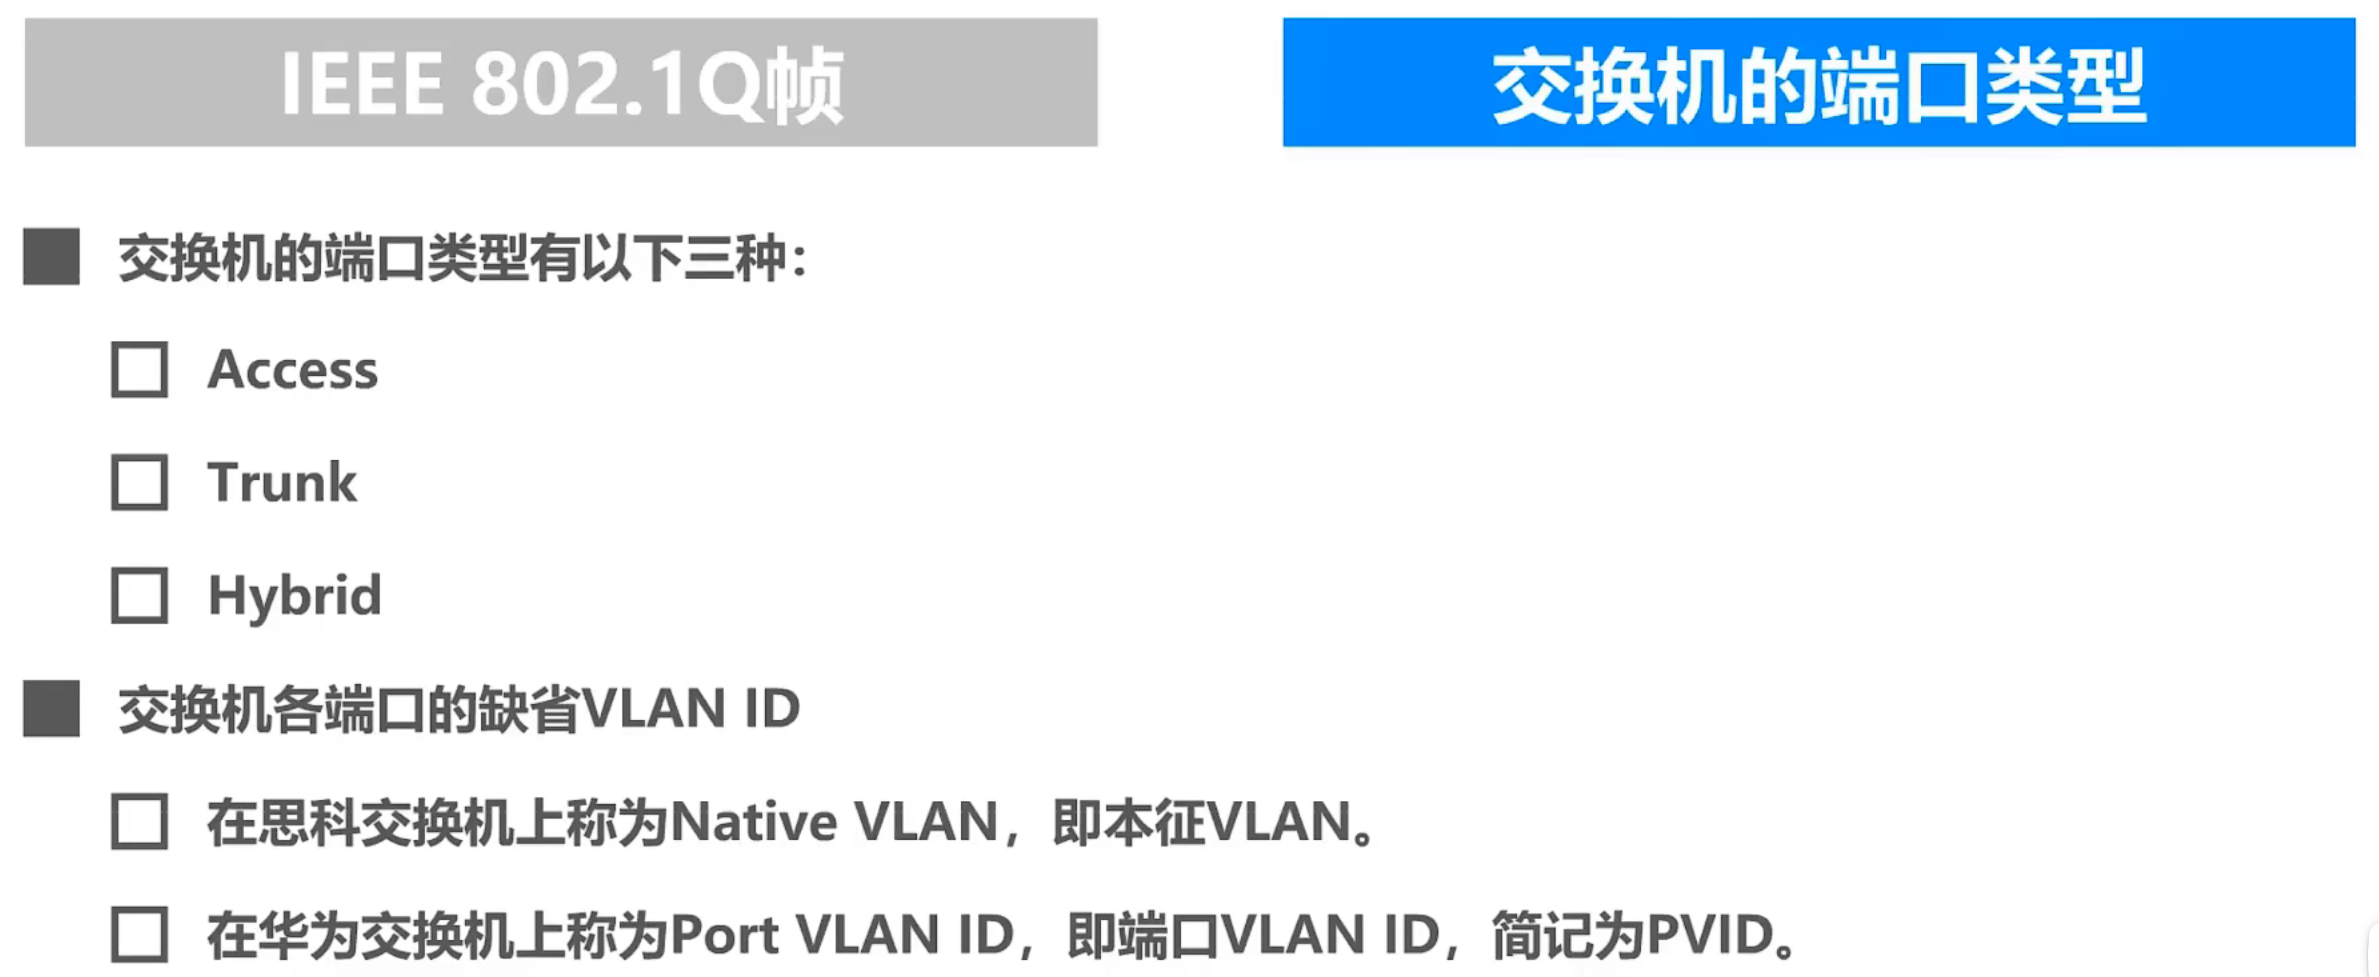 IEEE 802.1Q帧
交换机的端口类型
交换机的端口类型有以下三种：
Access
Trunk
Hybrid
交换机各端口的缺省VLAN ID
在思科交换机上称为Native VLAN，即本征VLAN。
在华为交换机上称为Port VLAN ID，即端口VLAN ID，简记为PVID。